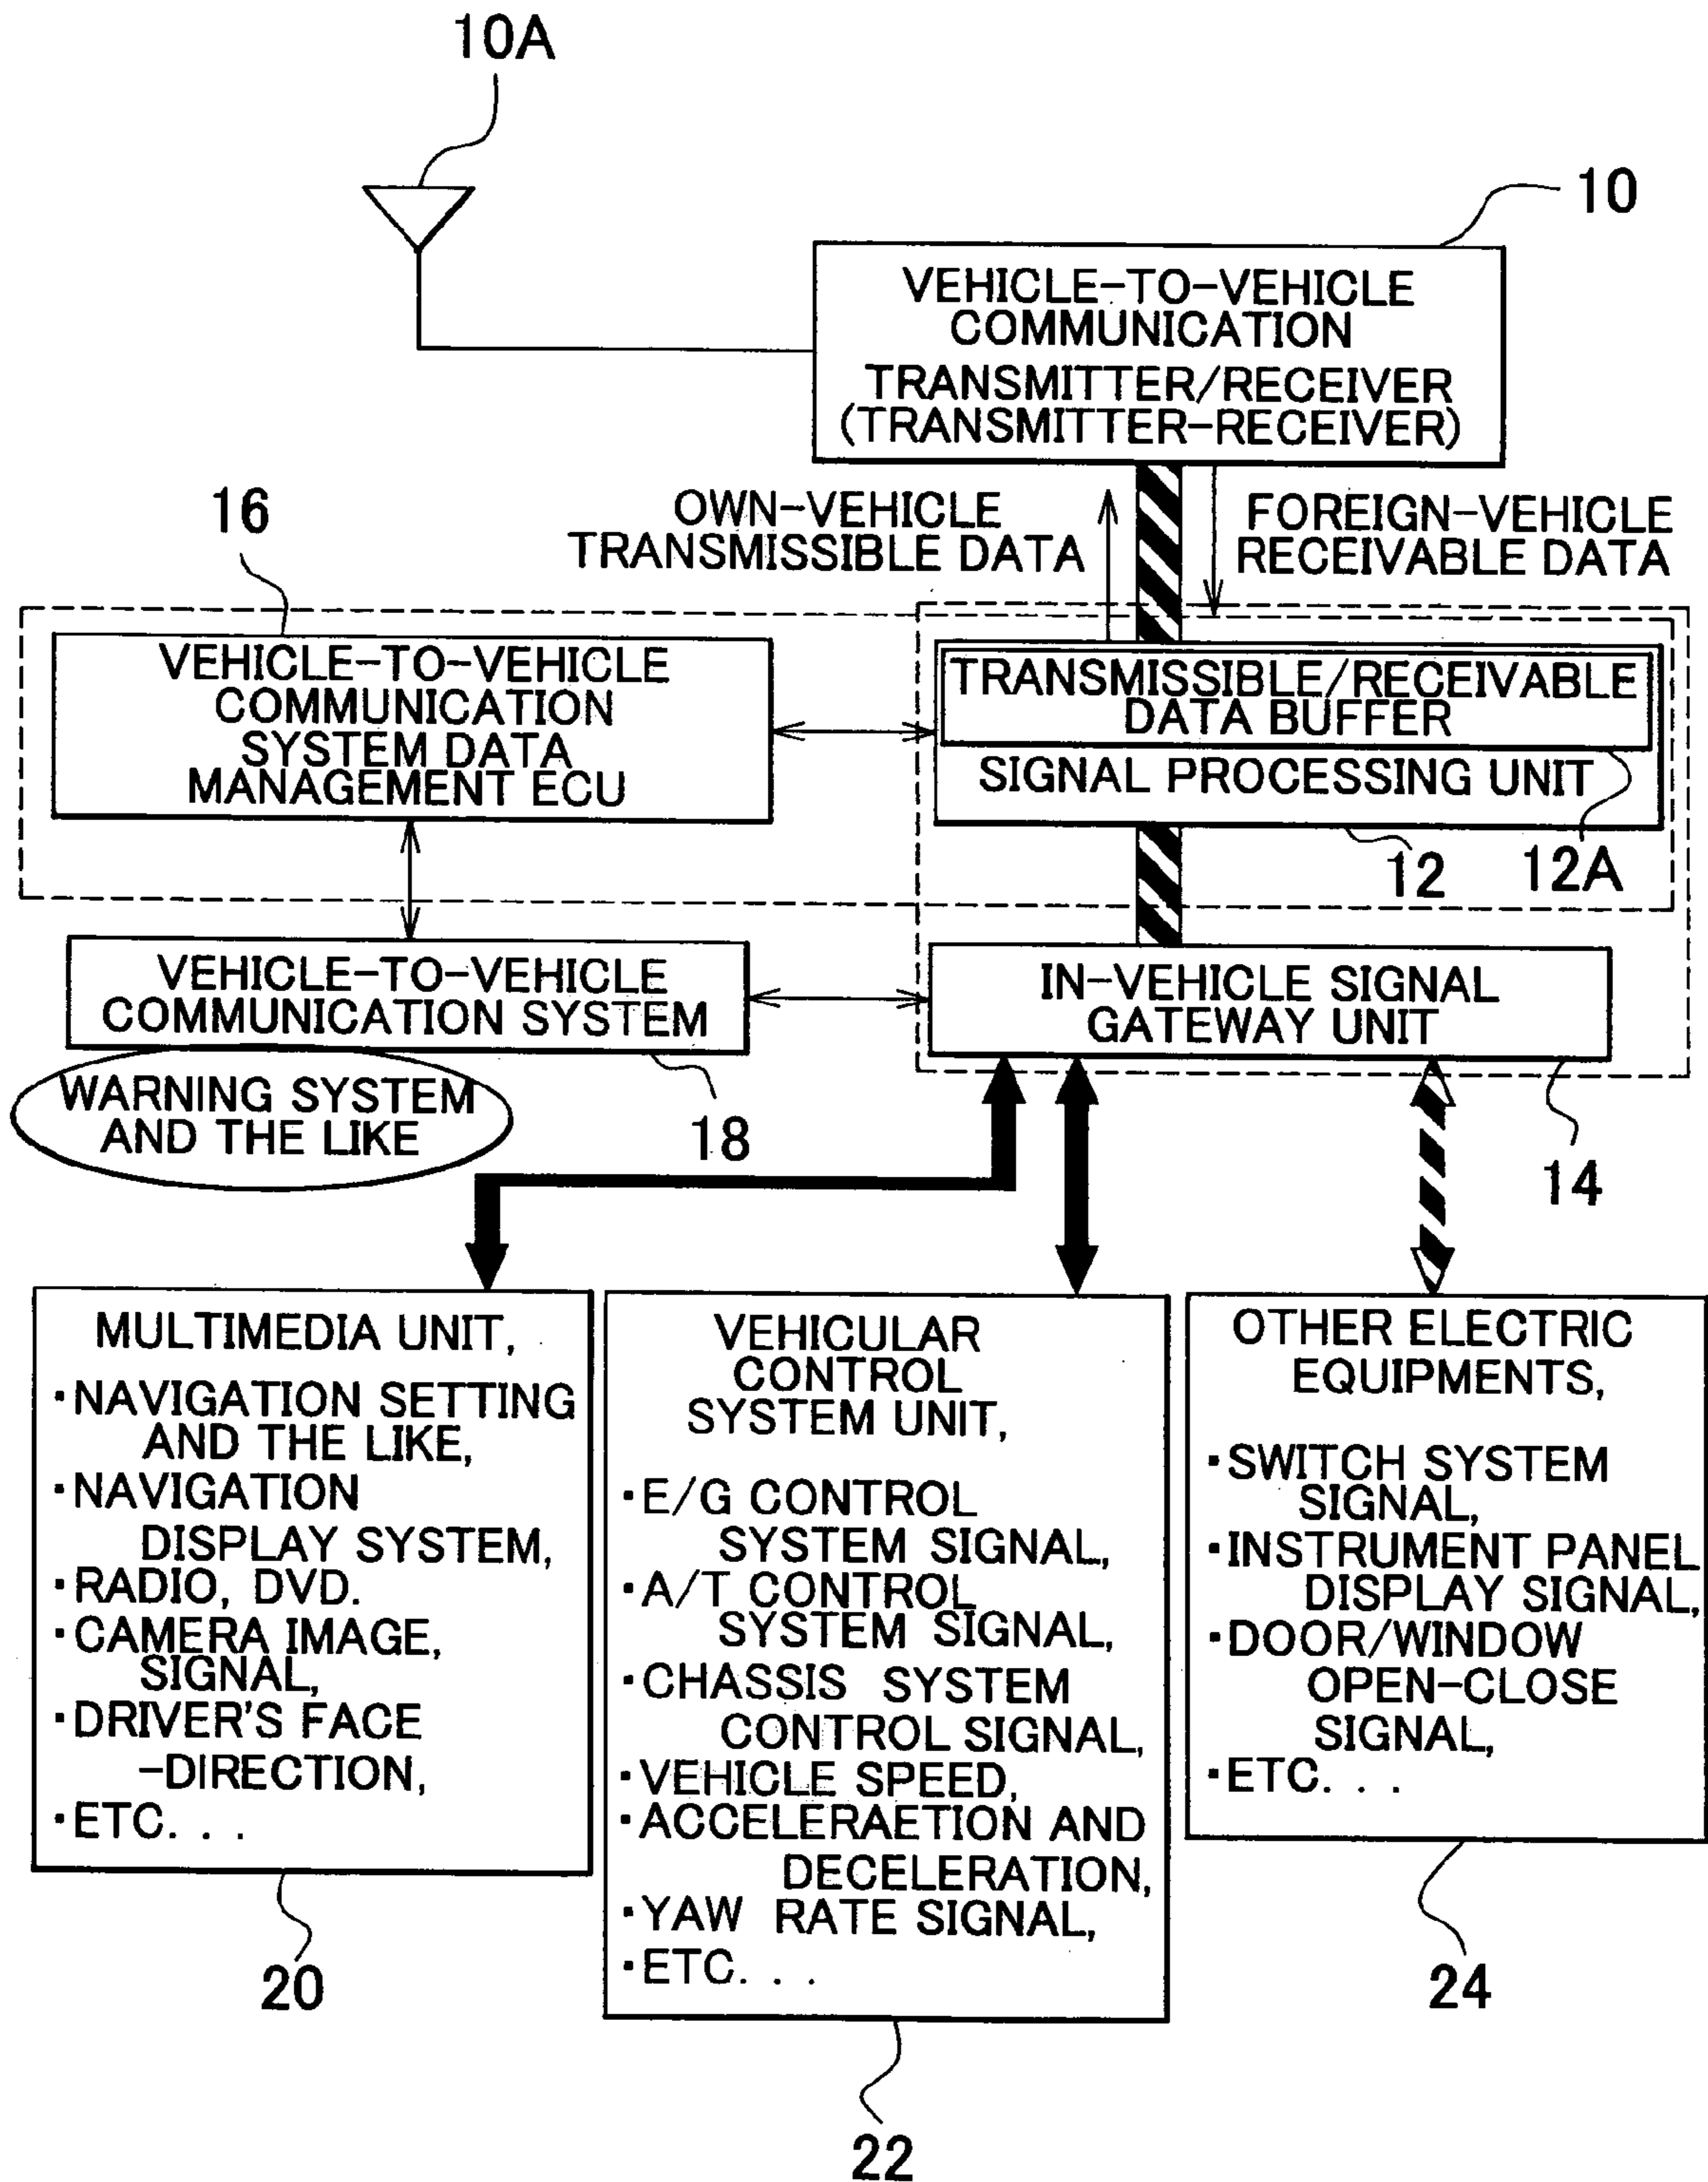 10A
10
VEHICLE-TO-VEHICLE
COMMUNICATION
TRANSMITTER/RECEIVER
(TRANSMITTER-RECEIVER)
16
OWN-VEHICLE
TRANSMISSIBLE DATA
FOREIGN-VEHICLE
RECEIVABLE DATA
VEHICLE-TO-VEHICLE
COMMUNICATION
SYSTEM DATA
MANAGEMENT ECU
TRANSMISSIBLE/RECEIVABLE
DATA BUFFER
SIGNAL PROCESSING UNIT
12
12A
VEHICLE-TO-VEHICLE
COMMUNICATION SYSTEM
IN-VEHICLE SIGNAL
GATEWAY UNIT
WARNING SYSTEM
AND THE LIKE
18
14
MULTIMEDIA UNIT,
・NAVIGATION SETTING
AND THE LIKE,
・NAVIGATION
DISPLAY SYSTEM,
・RADIO, DVD.
・CAMERA IMAGE,
SIGNAL,
・DRIVER'S FACE
-DIRECTION,
・ETC. . .
20
VEHICULAR
CONTROL
SYSTEM UNIT,
・E/G CONTROL
SYSTEM SIGNAL,
・A/T CONTROL
SYSTEM SIGNAL,
・CHASSIS SYSTEM
CONTROL SIGNAL,
・VEHICLE SPEED,
・ACCELERAETION AND
DECELERATION,
・YAW RATE SIGNAL,
・ETC. . .
22
OTHER ELECTRIC
EQUIPMENTS,
・SWITCH SYSTEM
SIGNAL,
・INSTRUMENT PANEL
DISPLAY SIGNAL,
・DOOR/WINDOW
OPEN-CLOSE
SIGNAL,
・ETC. . .
24